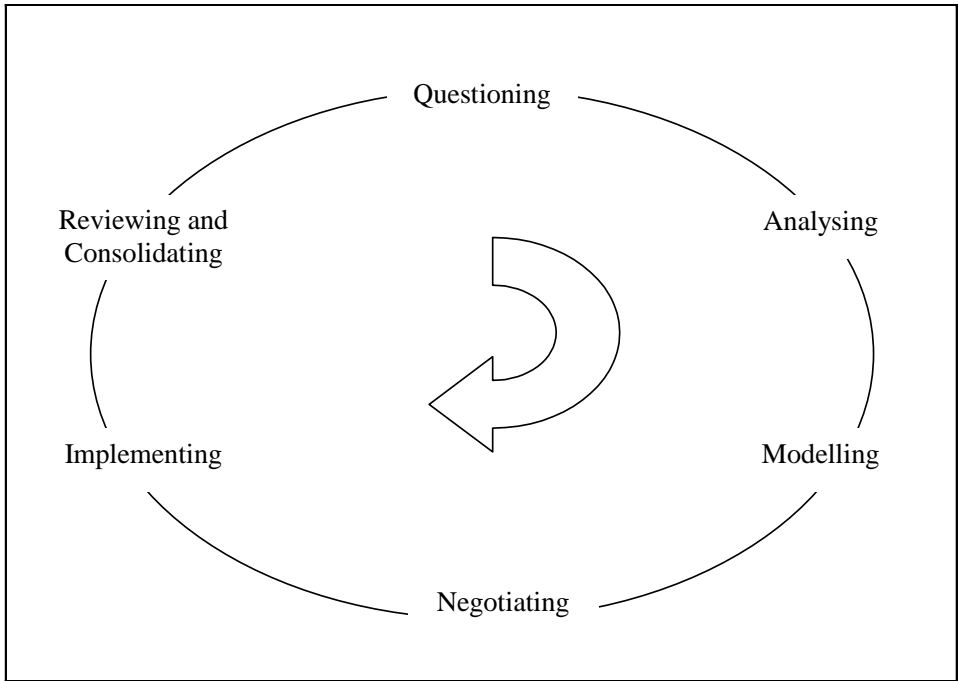 Questioning
Reviewing and
Consolidating
Analysing
Implementing
Modelling
Negotiating